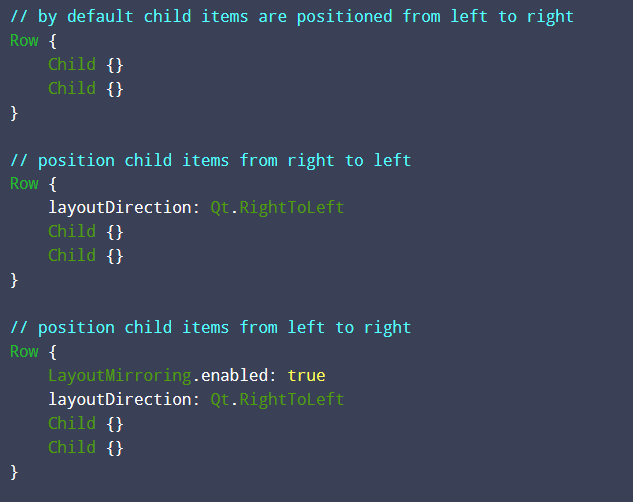 // by default child items are positioned from left to right
Row {
    Child {}
    Child {}
}

// position child items from right to left
Row {
    layoutDirection: Qt.RightToLeft
    Child {}
    Child {}
}

// position child items from left to right
Row {
    LayoutMirroring.enabled: true
    layoutDirection: Qt.RightToLeft
    Child {}
    Child {}
}